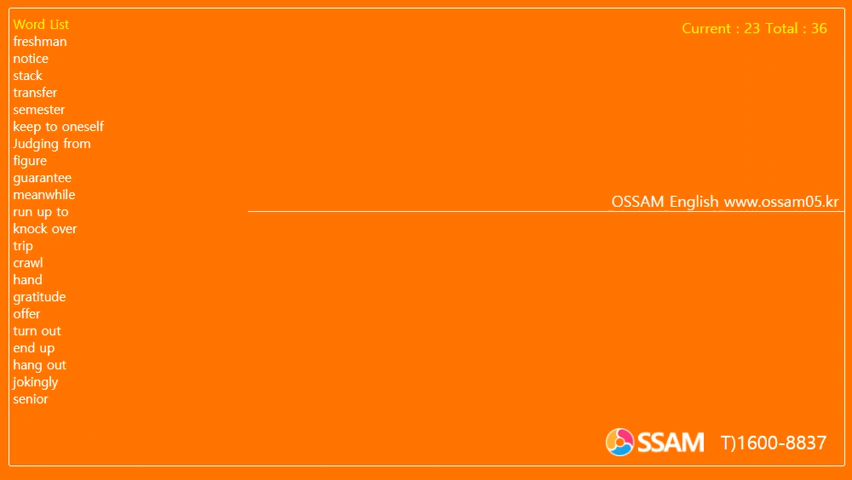 Word List
freshman
notice
stack
transfer
semester
keep to oneself
Judging from
figure
guarantee
meanwhile
run up to
knock over
trip
crawl
hand
gratitude
offer
turn out
end up
hang out
jokingly
senior
Current : 23 Total : 36
OSSAM English www.ossam05.kr
OSSAM T)1600-8837